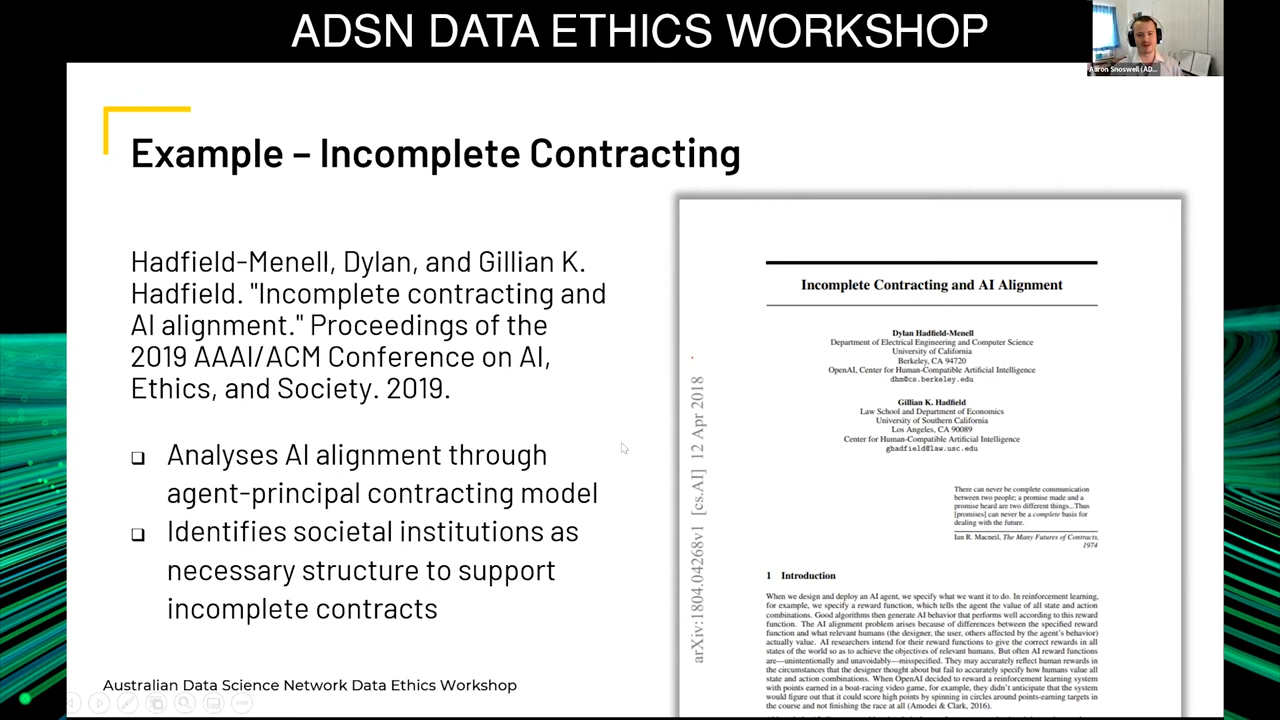 ADSN DATA ETHICS WORKSHOP
Aaron Snoswell (AD...
Example – Incomplete Contracting
Hadfield-Menell, Dylan, and Gillian K.
Hadfield. "Incomplete contracting and
AI alignment." Proceedings of the
2019 AAAI/ACM Conference on AI,
Ethics, and Society. 2019.
❑ Analyses AI alignment through
agent-principal contracting model
❑ Identifies societal institutions as
necessary structure to support
incomplete contracts
Australian Data Science Network Data Ethics Workshop
arXiv:1804.04268v1 [cs.AI] 12 Apr 2018
Incomplete Contracting and AI Alignment
Dylan Hadfield-Menell
Department of Electrical Engineering and Computer Science
University of California
Berkeley, CA 94720
OpenAI, Center for Human-Compatible Artificial Intelligence
dhm@cs.berkeley.edu
Gillian K. Hadfield
Law School and Department of Economics
University of Southern California
Los Angeles, CA 90089
Center for Human-Compatible Artificial Intelligence
ghadfield@law.usc.edu
There can never be complete communication
between two people; a promise made and a
promise heard are two different things...Thus
[promises] can never be a complete basis for
dealing with the future.
Ian R. Macneil, The Many Futures of Contracts,
1974
1 Introduction
When we design and deploy an AI agent, we specify what we want it to do. In reinforcement learning,
for example, we specify a reward function, which tells the agent the value of all state and action
combinations. Good algorithms then generate AI behavior that performs well according to this reward
function. The AI alignment problem arises because of differences between the specified reward
function and what relevant humans (the designer, the user, others affected by the agent's behavior)
actually value. AI researchers intend for their reward functions to give the correct rewards in all
states of the world so as to achieve the objectives of relevant humans. But often AI reward functions
are—unintentionally and unavoidably—misspecified. They may accurately reflect human rewards in
the circumstances that the designer thought about but fail to accurately specify how humans value all
state and action combinations. When OpenAI decided to reward a reinforcement learning system
with points earned in a boat-racing video game, for example, they didn't anticipate that the system
would figure out that it could score high points by spinning in circles around points-earning targets in
the course and not finishing the race at all (Amodei & Clark, 2016).